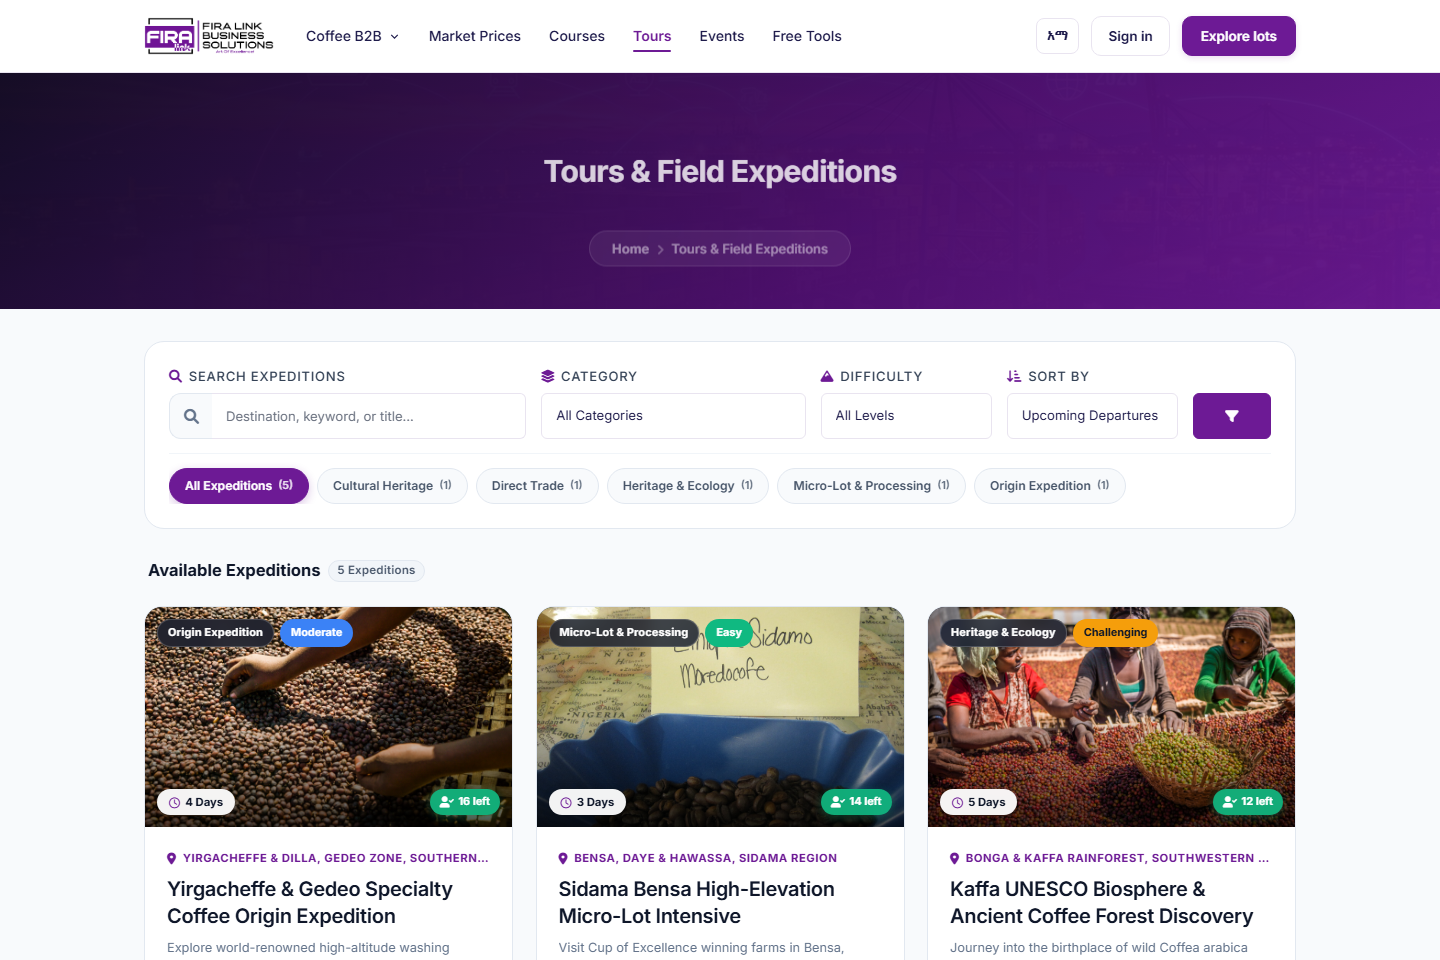 FIRA
Link
FIRA LINK
BUSINESS
SOLUTIONS
Coffee B2B
Market Prices
Courses
Tours
Events
Free Tools
አማ
Sign in
Explore lots
Tours & Field Expeditions
Home
Tours & Field Expeditions
SEARCH EXPEDITIONS
CATEGORY
DIFFICULTY
SORT BY
Destination, keyword, or title...
All Categories
All Levels
Upcoming Departures
All Expeditions (5)
Cultural Heritage (1)
Direct Trade (1)
Heritage & Ecology (1)
Micro-Lot & Processing (1)
Origin Expedition (1)
Available Expeditions
5 Expeditions
Origin Expedition
Moderate
4 Days
16 left
YIRGACHEFFE & DILLA, GEDEO ZONE, SOUTHERN...
Yirgacheffe & Gedeo Specialty
Coffee Origin Expedition
Explore world-renowned high-altitude washing
Micro-Lot & Processing
Easy
Sidamo
NIGERIA
3 Days
14 left
BENSA, DAYE & HAWASSA, SIDAMA REGION
Sidama Bensa High-Elevation
Micro-Lot Intensive
Visit Cup of Excellence winning farms in Bensa,
Heritage & Ecology
Challenging
5 Days
12 left
BONGA & KAFFA RAINFOREST, SOUTHWESTERN ...
Kaffa UNESCO Biosphere &
Ancient Coffee Forest Discovery
Journey into the birthplace of wild Coffea arabica